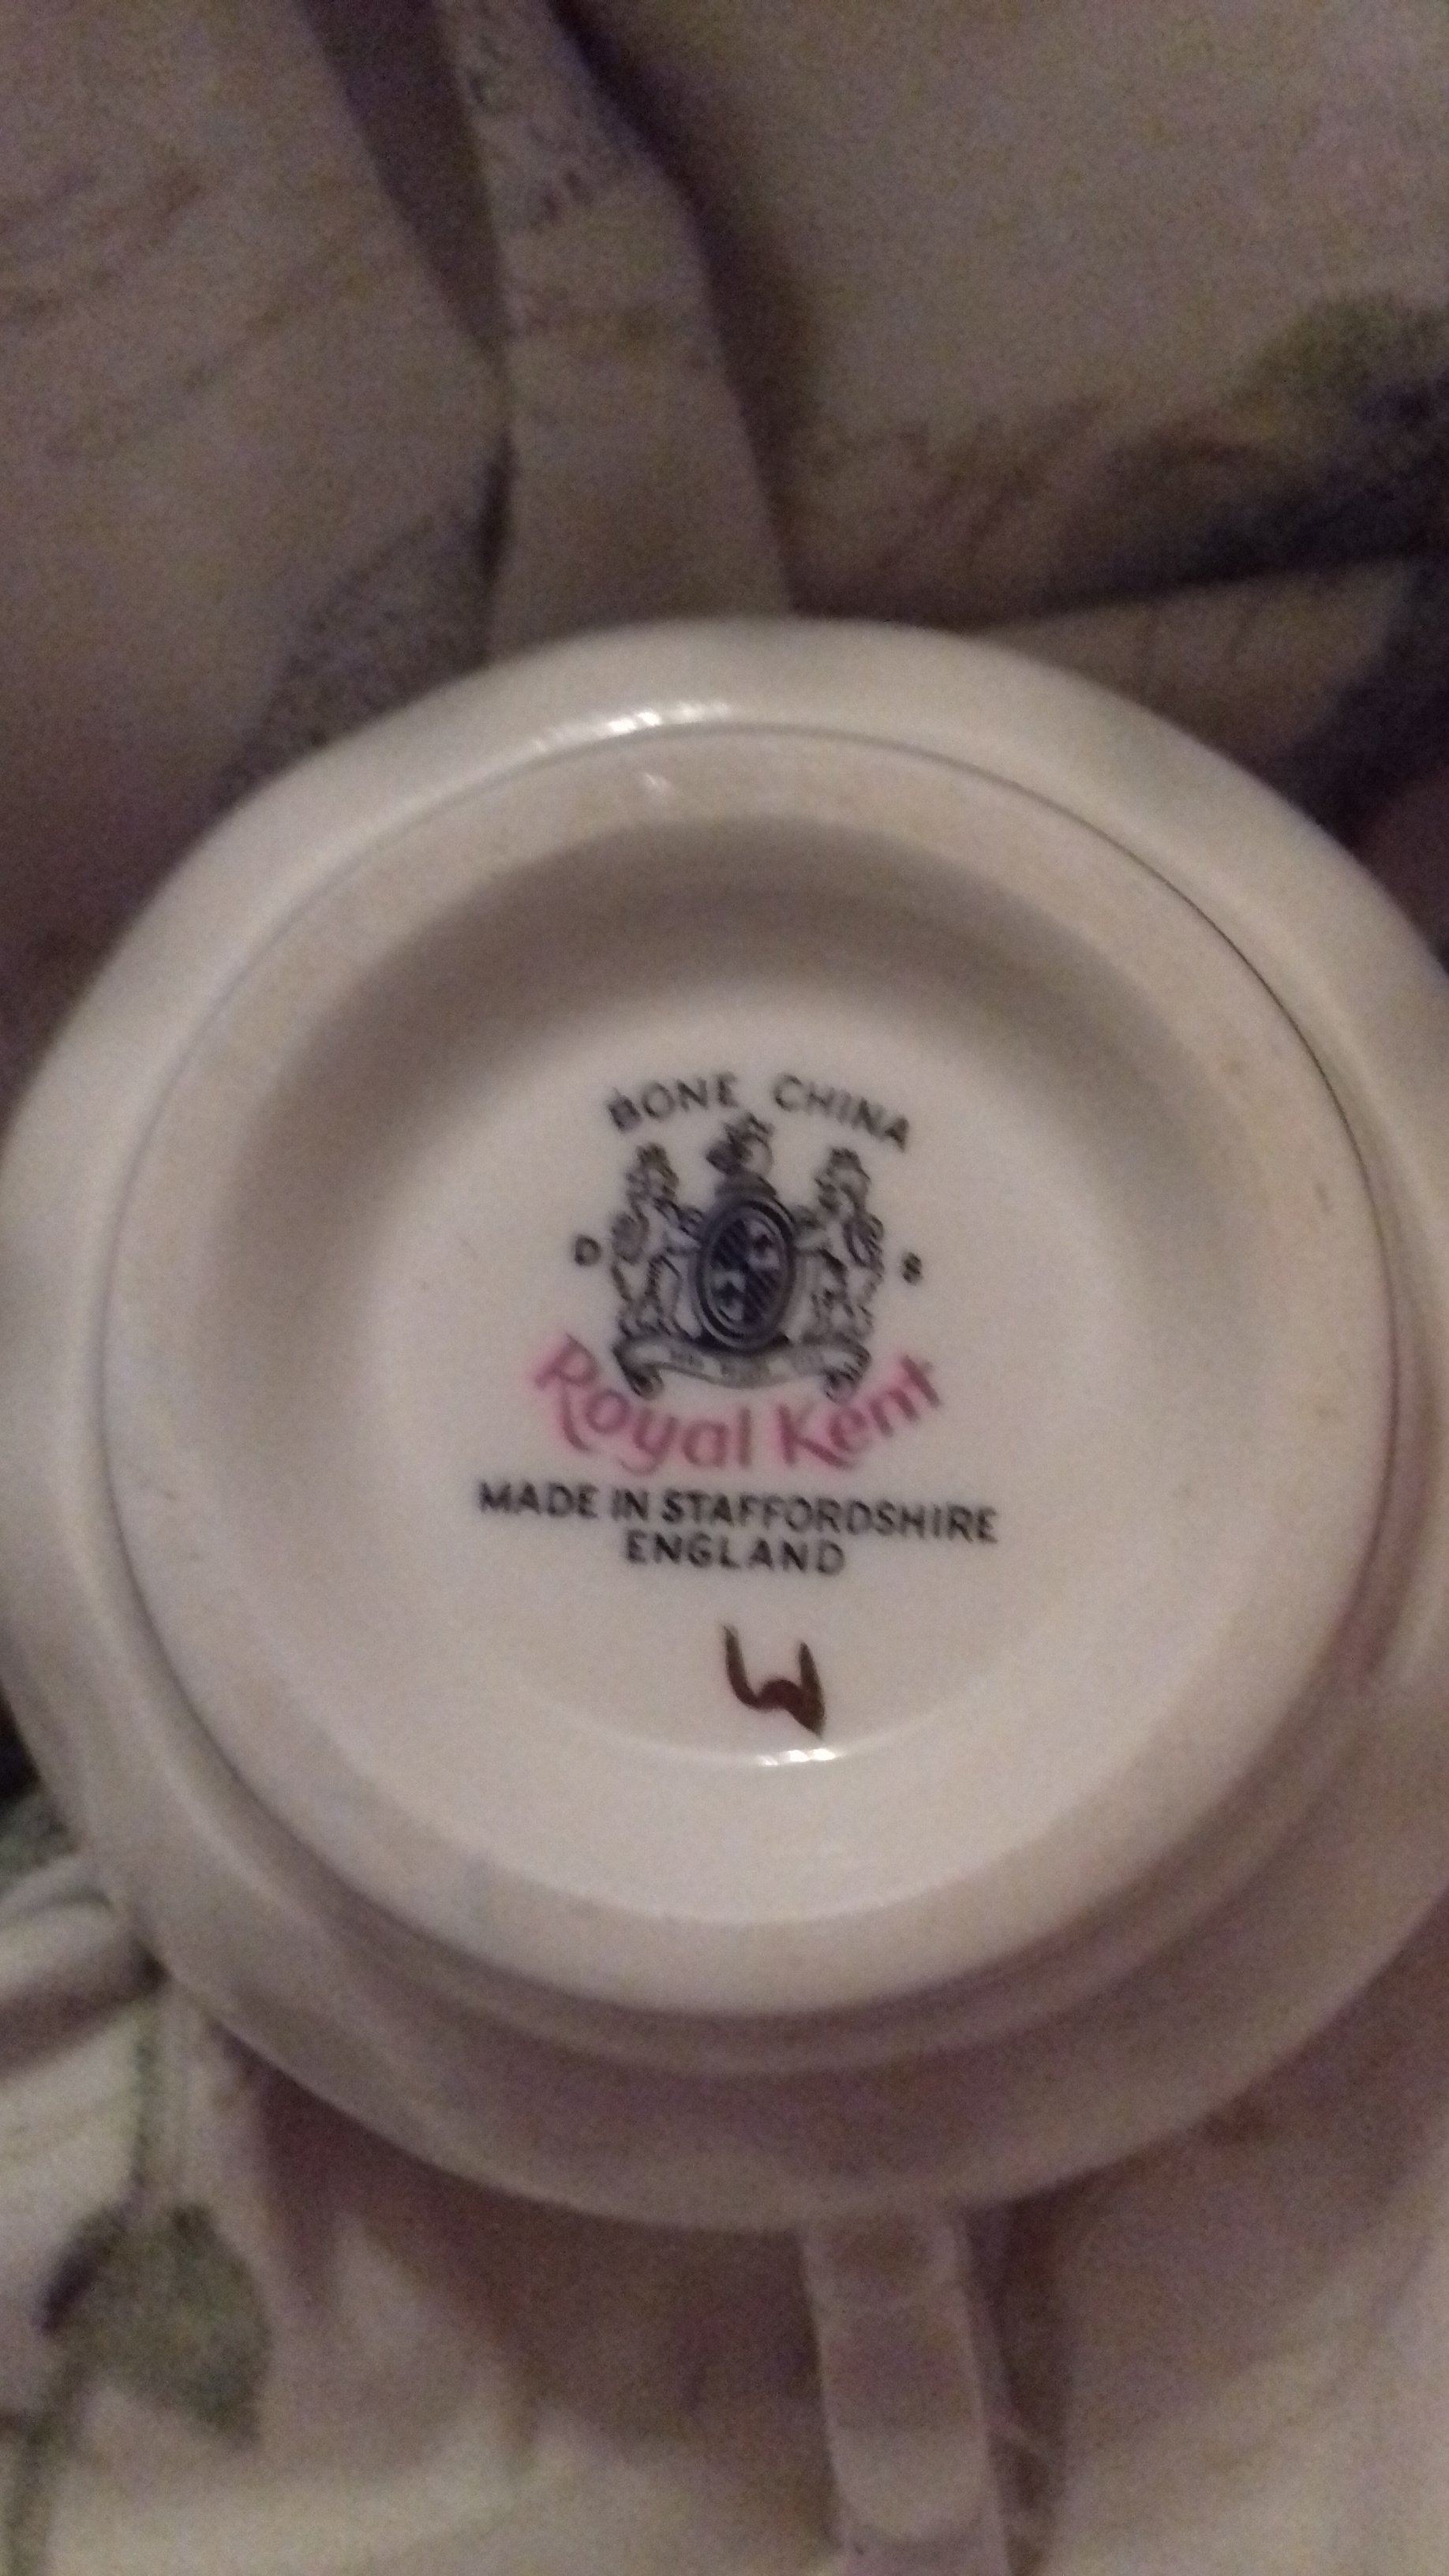 BONE CHINA
D S
Royal Kent
MADE IN STAFFORDSHIRE
ENGLAND